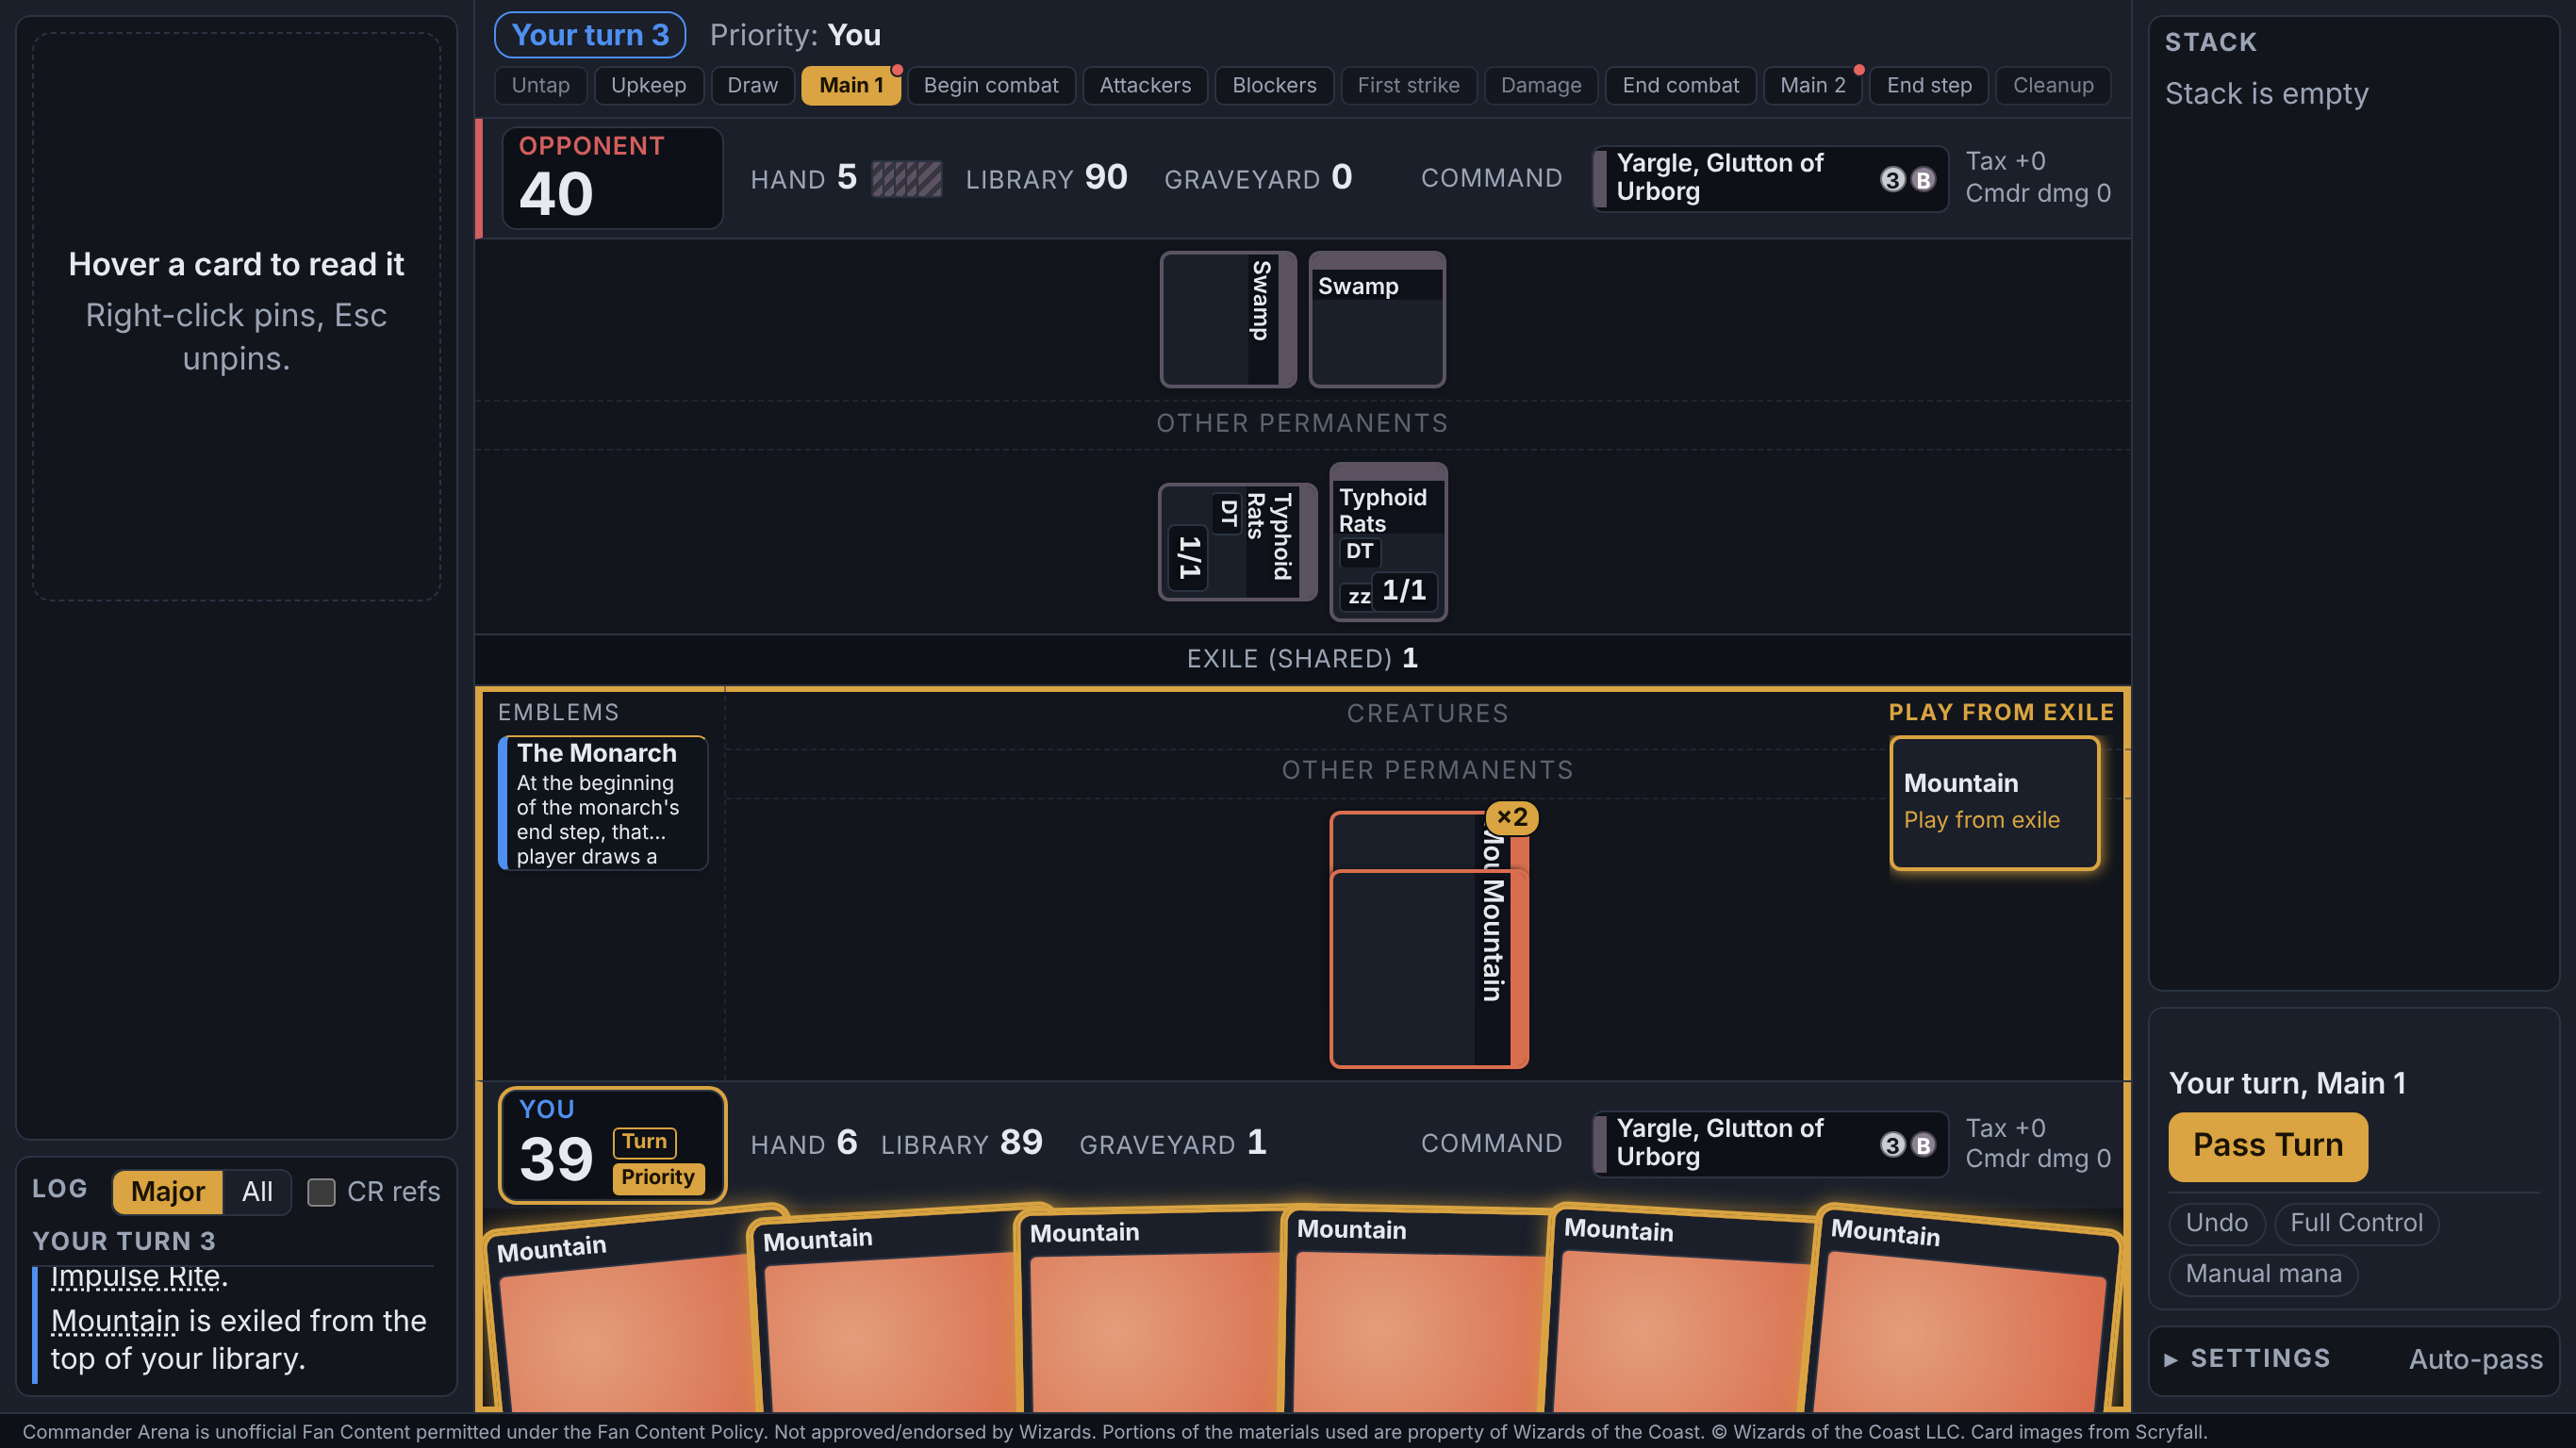 Hover a card to read it
Right-click pins, Esc
unpins.
LOG
Major
All
CR refs
YOUR TURN 3
Impulse Rite.
Mountain is exiled from the
top of your library.
Your turn 3
Priority: You
Untap
Upkeep
Draw
Main 1
Begin combat
Attackers
Blockers
First strike
Damage
End combat
Main 2
End step
Cleanup
OPPONENT
40
HAND 5
LIBRARY 90
GRAVEYARD 0
COMMAND
Yargle, Glutton of
Urborg
3 B
Tax +0
Cmdr dmg 0
Swamp
Swamp
OTHER PERMANENTS
Typhoid
Rats
DT
1/1
Typhoid
Rats
DT
zz
1/1
EXILE (SHARED) 1
EMBLEMS
The Monarch
At the beginning
of the monarch's
end step, that...
player draws a
CREATURES
OTHER PERMANENTS
×2
Mou
Mountain
PLAY FROM EXILE
Mountain
Play from exile
YOU
39
Turn
Priority
HAND 6
LIBRARY 89
GRAVEYARD 1
COMMAND
Yargle, Glutton of
Urborg
3 B
Tax +0
Cmdr dmg 0
Mountain
Mountain
Mountain
Mountain
Mountain
Mountain
STACK
Stack is empty
Your turn, Main 1
Pass Turn
Undo
Full Control
Manual mana
▸ SETTINGS
Auto-pass
Commander Arena is unofficial Fan Content permitted under the Fan Content Policy. Not approved/endorsed by Wizards. Portions of the materials used are property of Wizards of the Coast. © Wizards of the Coast LLC. Card images from Scryfall.